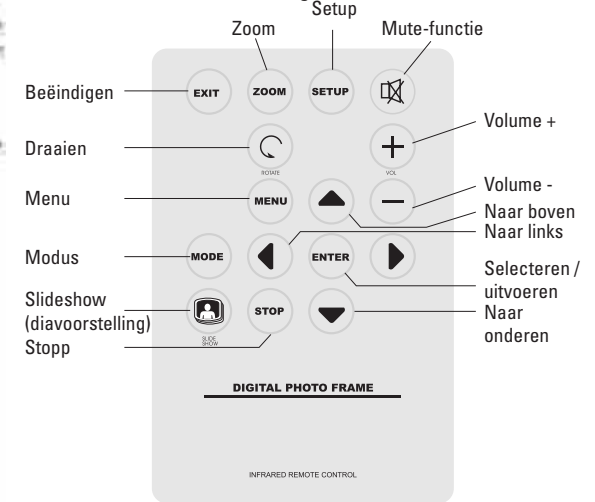 Setup
Zoom
Mute-functie
Beëindigen
EXIT
ZOOM
SETUP
Volume +
Draaien
ROTATE
VOL
Menu
MENU
Volume -
Naar boven
Naar links
Modus
MODE
ENTER
Selecteren /
uitvoeren
Slideshow
(diavoorstelling)
SLIDE
SHOW
STOP
Naar
onderen
Stopp
DIGITAL PHOTO FRAME
INFRARED REMOTE CONTROL